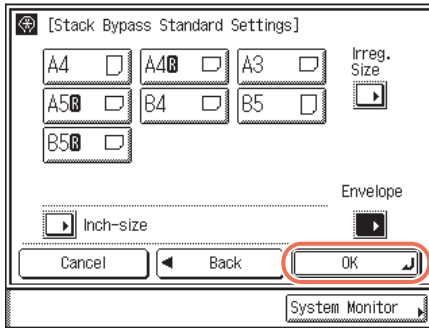 [Stack Bypass Standard Settings]
A4 A4R A3
Irreg.
Size
A5R B4 B5
B5R
Envelope
Inch-size
Cancel Back OK
System Monitor